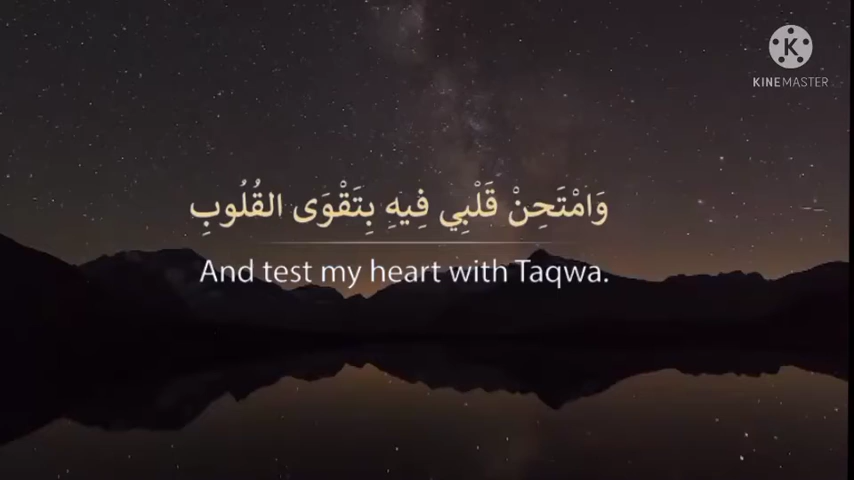 KINEMASTER
وَامْتَحِنْ قَلْبِي فِيهِ بِتَقْوَى القُلُوبِ
And test my heart with Taqwa.